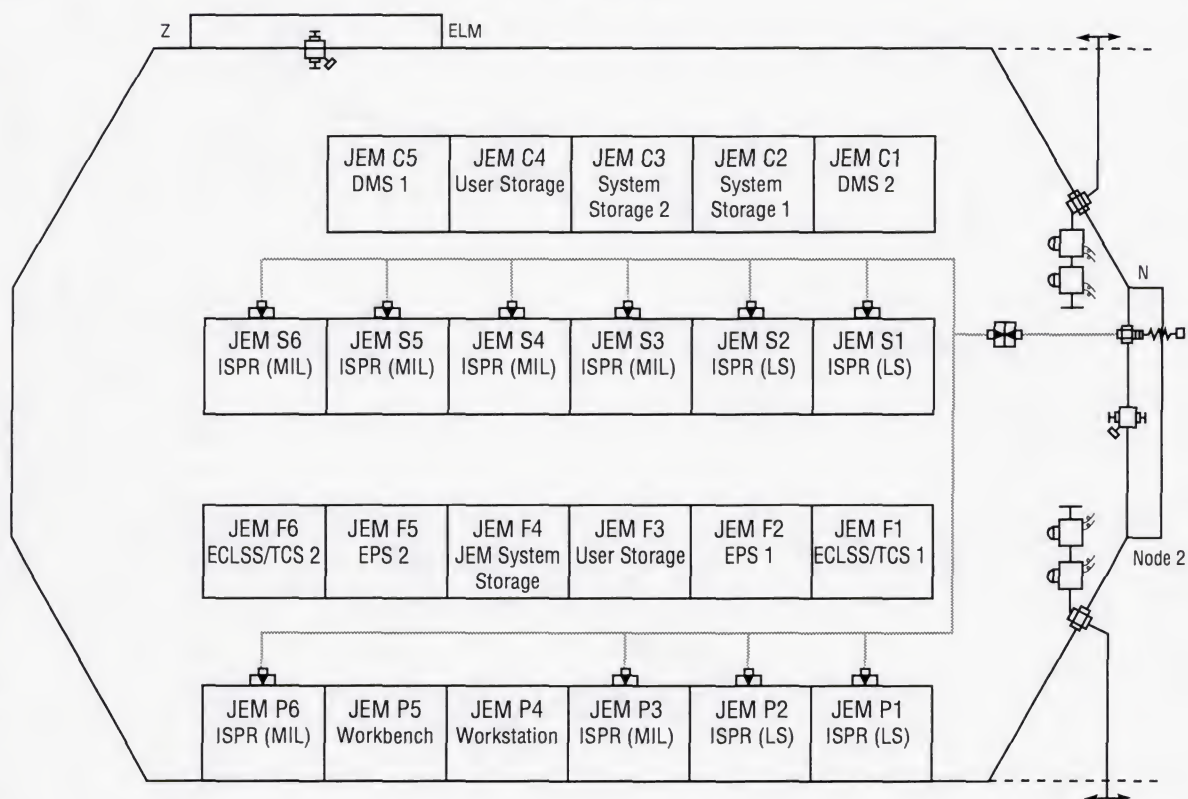 Z
ELM
JEM C5
DMS 1
JEM C4
User Storage
JEM C3
System
Storage 2
JEM C2
System
Storage 1
JEM C1
DMS 2
N
JEM S6
ISPR (MIL)
JEM S5
ISPR (MIL)
JEM S4
ISPR (MIL)
JEM S3
ISPR (MIL)
JEM S2
ISPR (LS)
JEM S1
ISPR (LS)
JEM F6
ECLSS/TCS 2
JEM F5
EPS 2
JEM F4
JEM System
Storage
JEM F3
User Storage
JEM F2
EPS 1
JEM F1
ECLSS/TCS 1
Node 2
JEM P6
ISPR (MIL)
JEM P5
Workbench
JEM P4
Workstation
JEM P3
ISPR (MIL)
JEM P2
ISPR (LS)
JEM P1
ISPR (LS)